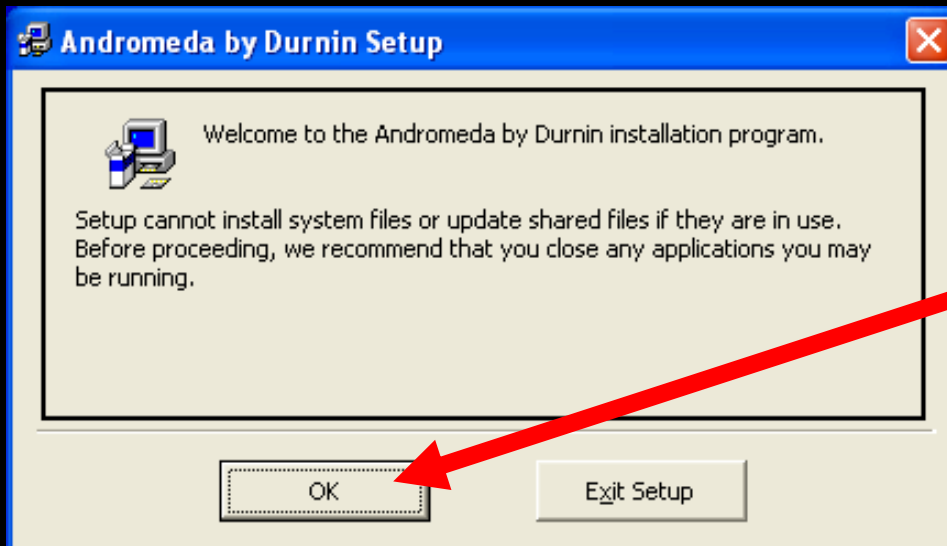 Andromeda by Durnin Setup
Welcome to the Andromeda by Durnin installation program.
Setup cannot install system files or update shared files if they are in use.
Before proceeding, we recommend that you close any applications you may
be running.
OK
Exit Setup